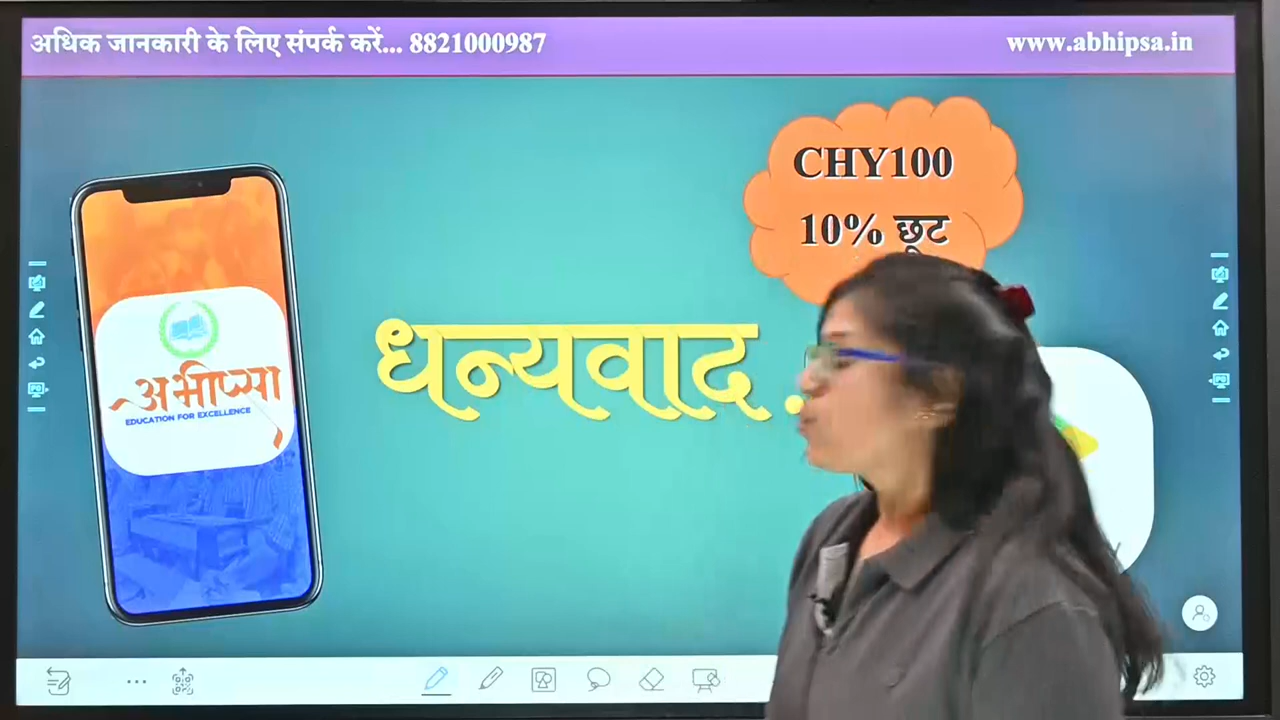 अधिक जानकारी के लिए संपर्क करें... 8821000987
www.abhipsa.in
CHY100
10% छूट
धन्यवाद .
अभीप्सा
EDUCATION FOR EXCELLENCE